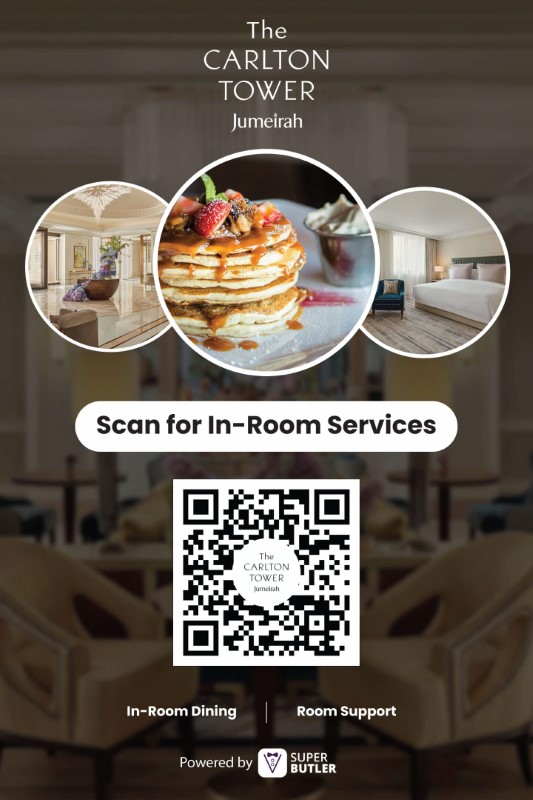 The
CARLTON
TOWER
Jumeirah
Scan for In-Room Services
The
CARLTON
TOWER
Jumeirah
In-Room Dining | Room Support
Powered by SUPER
BUTLER